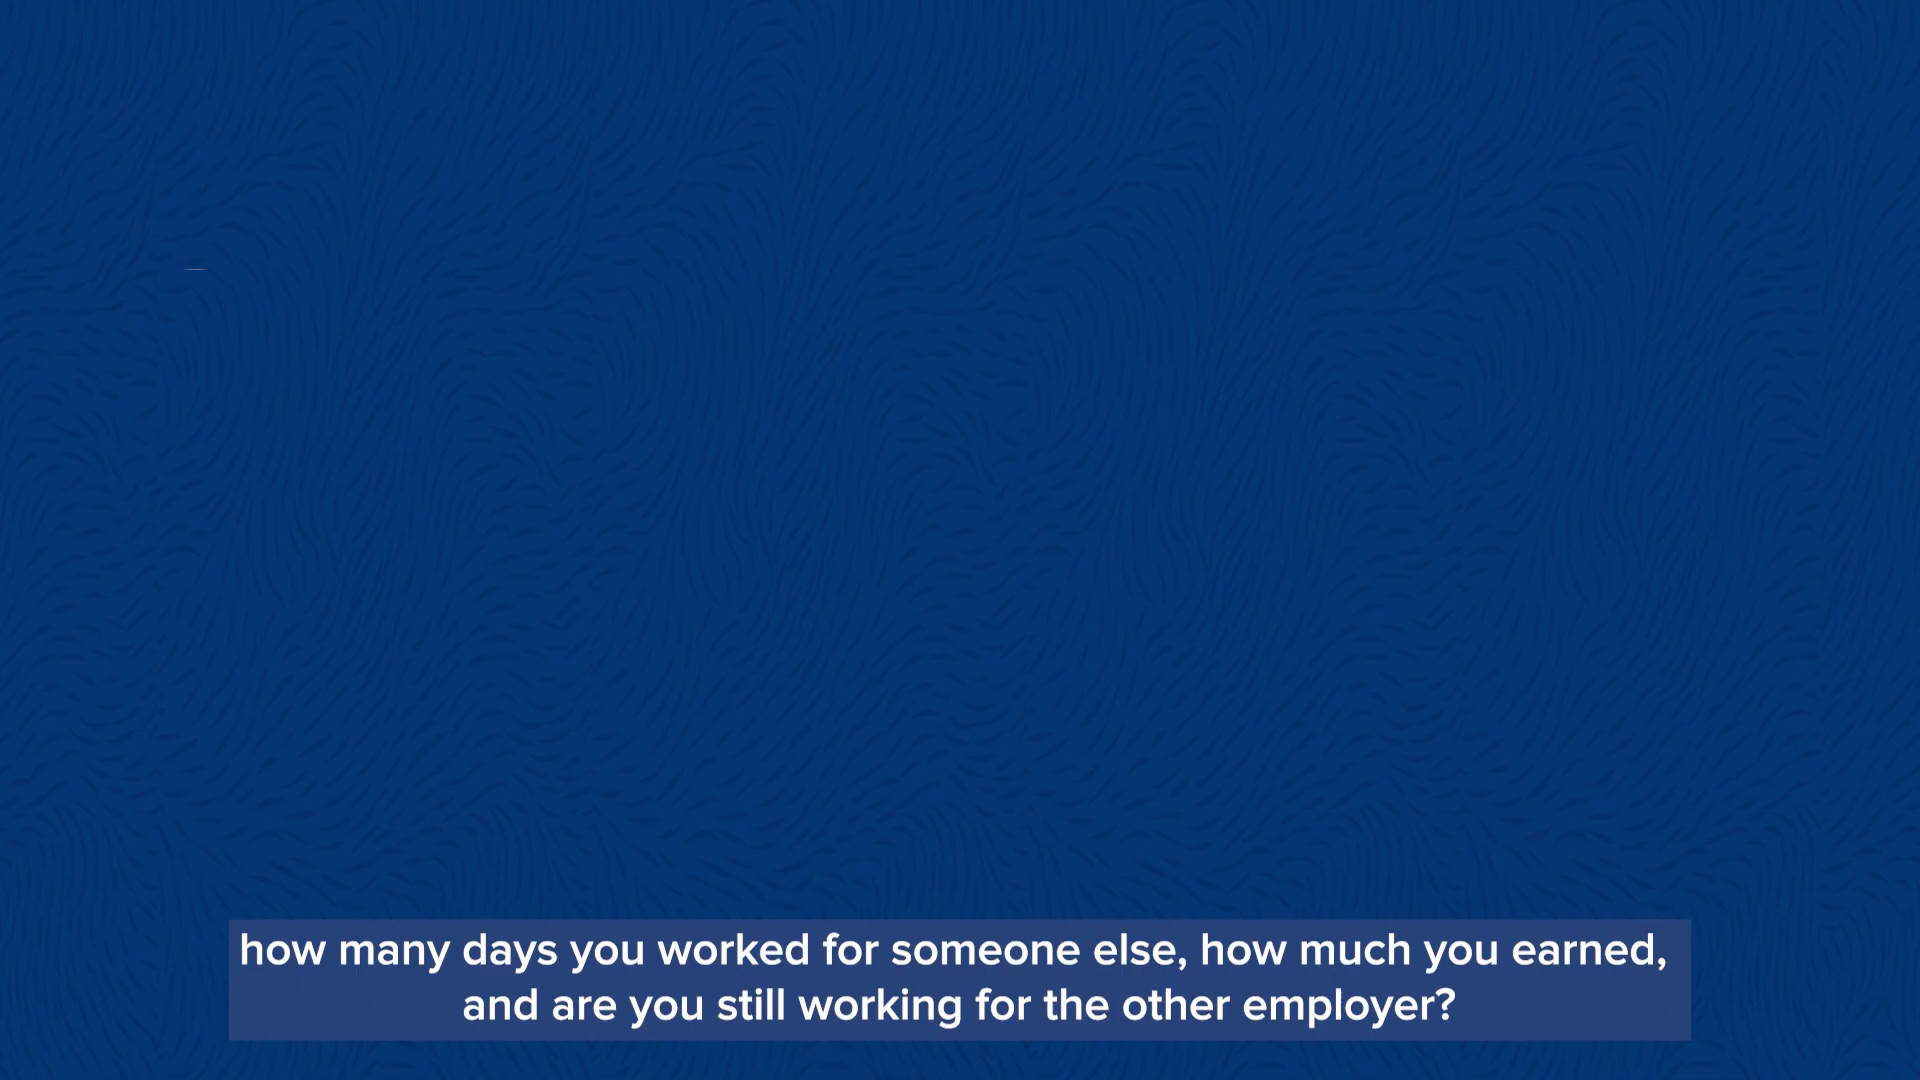 how many days you worked for someone else, how much you earned,
and are you still working for the other employer?